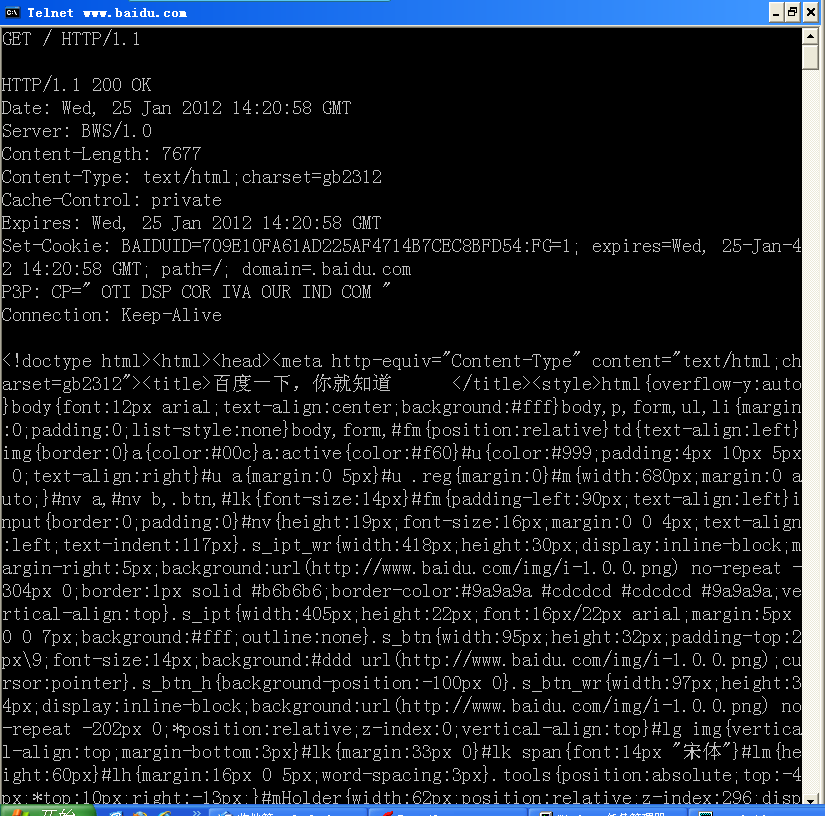 Telnet www.baidu.com
GET / HTTP/1.1
HTTP/1.1 200 OK
Date: Wed, 25 Jan 2012 14:20:58 GMT
Server: BWS/1.0
Content-Length: 7677
Content-Type: text/html;charset=gb2312
Cache-Control: private
Expires: Wed, 25 Jan 2012 14:20:58 GMT
Set-Cookie: BAIDUID=709E10FA61AD225AF4714B7CEC8BFD54:FG=1; expires=Wed, 25-Jan-4
2 14:20:58 GMT; path=/; domain=.baidu.com
P3P: CP=" OTI DSP COR IVA OUR IND COM "
Connection: Keep-Alive
<!doctype html><html><head><meta http-equiv="Content-Type" content="text/html;ch
arset=gb2312"><title>百度一下，你就知道      </title><style>html{overflow-y:auto
}body{font:12px arial;text-align:center;background:#fff}body,p,form,ul,li{margin
:0;padding:0;list-style:none}body,form,#fm{position:relative}td{text-align:left}
img{border:0}a{color:#00c}a:active{color:#f60}#u{color:#999;padding:4px 10px 5px
 0;text-align:right}#u a{margin:0 5px}#u .reg{margin:0}#m{width:680px;margin:0 a
uto;}#nv a,#nv b,.btn,#lk{font-size:14px}#fm{padding-left:90px;text-align:left}i
nput{border:0;padding:0}#nv{height:19px;font-size:16px;margin:0 0 4px;text-align
:left;text-indent:117px}.s_ipt_wr{width:418px;height:30px;display:inline-block;m
argin-right:5px;background:url(http://www.baidu.com/img/i-1.0.0.png) no-repeat -
304px 0;border:1px solid #b6b6b6;border-color:#9a9a9a #cdcdcd #cdcdcd #9a9a9a;ve
rtical-align:top}.s_ipt{width:405px;height:22px;font:16px/22px arial;margin:5px
0 0 7px;background:#fff;outline:none}.s_btn{width:95px;height:32px;padding-top:2
px\9;font-size:14px;background:#ddd url(http://www.baidu.com/img/i-1.0.0.png);cu
rsor:pointer}.s_btn_h{background-position:-100px 0}.s_btn_wr{width:97px;height:3
4px;display:inline-block;background:url(http://www.baidu.com/img/i-1.0.0.png) no
-repeat -202px 0;*position:relative;z-index:0;vertical-align:top}#lg img{vertica
l-align:top;margin-bottom:3px}#lk{margin:33px 0}#lk span{font:14px "宋体"}#lm{he
ight:60px}#lh{margin:16px 0 5px;word-spacing:3px}.tools{position:absolute;top:-4
px;*top:10px;right:-13px;}#mHolder{width:62px;position:relative;z-index:296;disp
开始